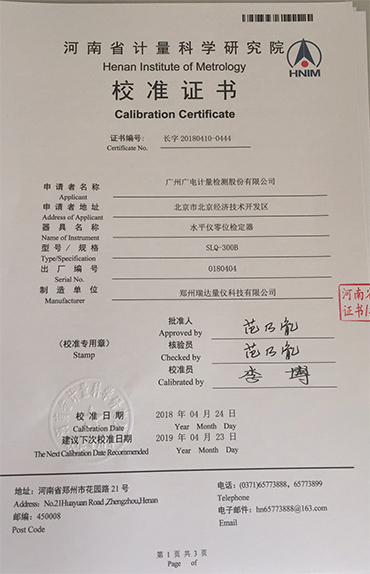 河南省计量科学研究院
Henan Institute of Metrology
HNIM
校准证书
Calibration Certificate
证书编号: 长字 20180410-0444
Certificate No.
申请者名称 广州广电计量检测股份有限公司
Applicant
申请者地址 北京市北京经济技术开发区
Address of Applicant
器具名称 水平仪零位检定器
Name of Instrument
型号/规格 SLQ-300B
Type/Specification
出厂编号 0180404
Serial No.
制造单位 郑州瑞达量仪科技有限公司
Manufacturer
河南省
证书
批准人
Approved by
(校准专用章) 核验员
Stamp Checked by
校准员
Calibrated by
校准日期 2018 年 04 月 24 日
Calibration Date Year Month Day
建议下次校准日期 2019 年 04 月 23 日
The Next Calibration Date Recommended Year Month Day
地址: 河南省郑州市花园路 21 号 电话: (0371)65773888, 65773899
Address: No.21Huayuan Road ,Zhengzhou,Henan Telephone
邮编: 450008 电子邮件: hn65773888@163.com
Post Code Email
第 1 页 共 3 页
Page of